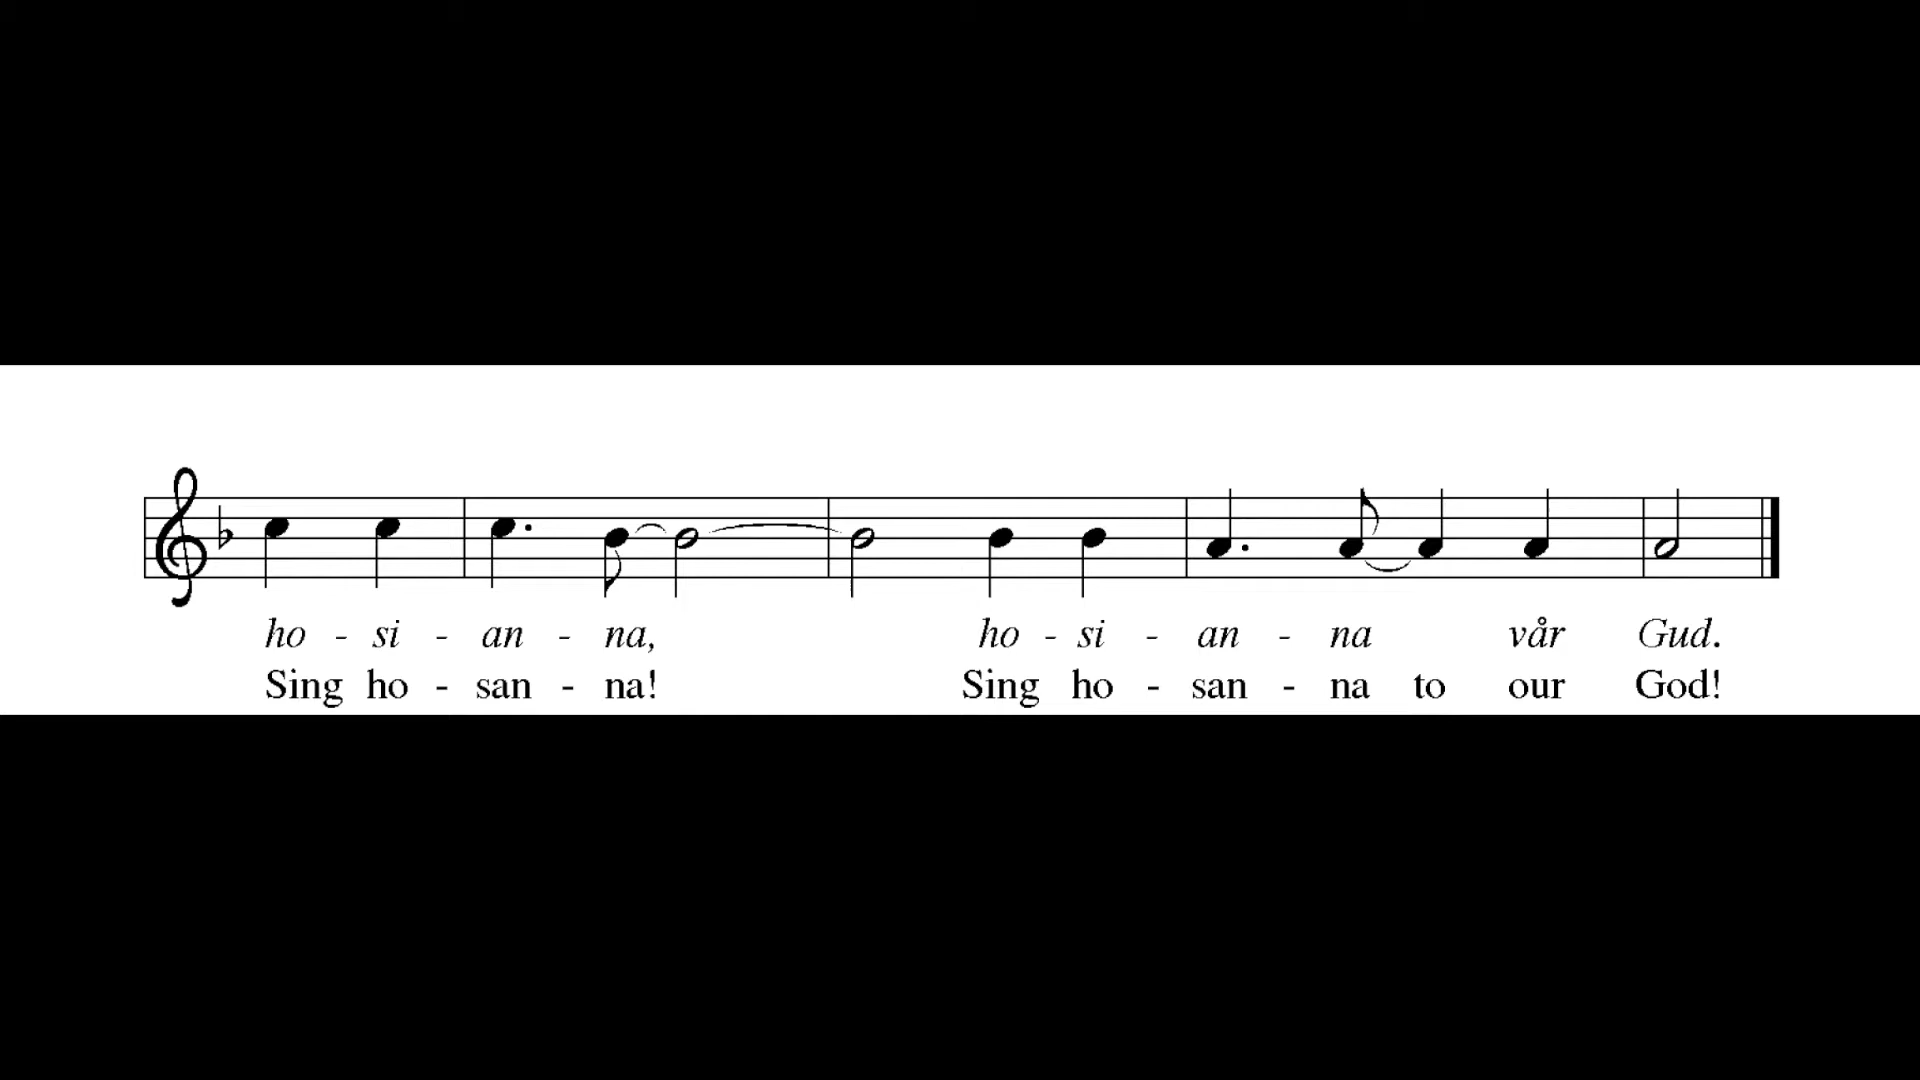 ho - si - an - na, ho - si - an - na vår Gud.
Sing ho - san - na! Sing ho - san - na to our God!